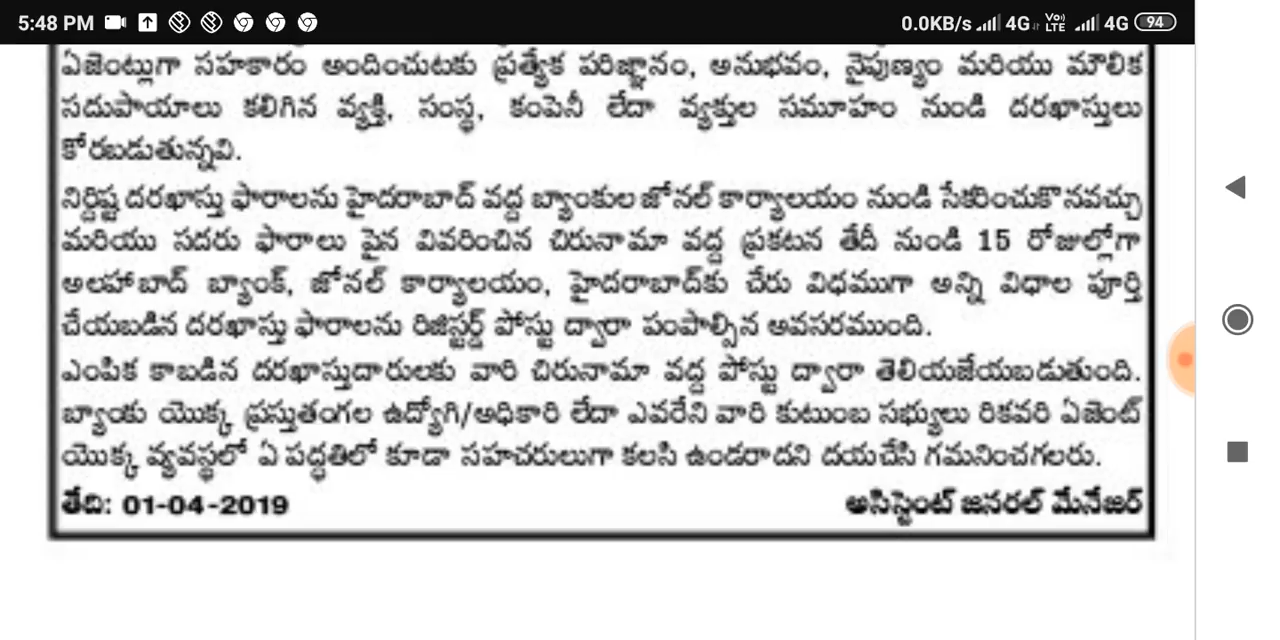 5:48 PM 0.0KB/s 4G Vo)) LTE 4G 94
ఏజెంట్లుగా సహకారం అందించుటకు ప్రత్యేక పరిజ్ఞానం, అనుభవం, నైపుణ్యం మరియు మౌలిక
సదుపాయాలు కలిగిన వ్యక్తి, సంస్థ, కంపెనీ లేదా వ్యక్తుల సమూహం నుండి దరఖాస్తులు
కోరబడుతున్నవి.
నిర్దిష్ట దరఖాస్తు ఫారాలను హైదరాబాద్ వద్ద బ్యాంకుల జోనల్ కార్యాలయం నుండి సేకరించుకొనవచ్చు
మరియు సదరు ఫారాలు పైన వివరించిన చిరునామా వద్ద ప్రకటన తేదీ నుండి 15 రోజుల్లోగా
అలహాబాద్ బ్యాంక్, జోనల్ కార్యాలయం, హైదరాబాద్‌కు చేరు విధముగా అన్ని విధాల పూర్తి
చేయబడిన దరఖాస్తు ఫారాలను రిజిస్టర్డ్ పోస్టు ద్వారా పంపాల్సిన అవసరముంది.
ఎంపిక కాబడిన దరఖాస్తుదారులకు వారి చిరునామా వద్ద పోస్టు ద్వారా తెలియజేయబడుతుంది.
బ్యాంకు యొక్క ప్రస్తుతంగల ఉద్యోగి/అధికారి లేదా ఎవరేని వారి కుటుంబ సభ్యులు రికవరి ఏజెంట్
యొక్క వ్యవస్థలో ఏ పద్ధతిలో కూడా సహచరులుగా కలసి ఉండరాదని దయచేసి గమనించగలరు.
తేది: 01-04-2019 అసిస్టెంట్ జనరల్ మేనేజర్